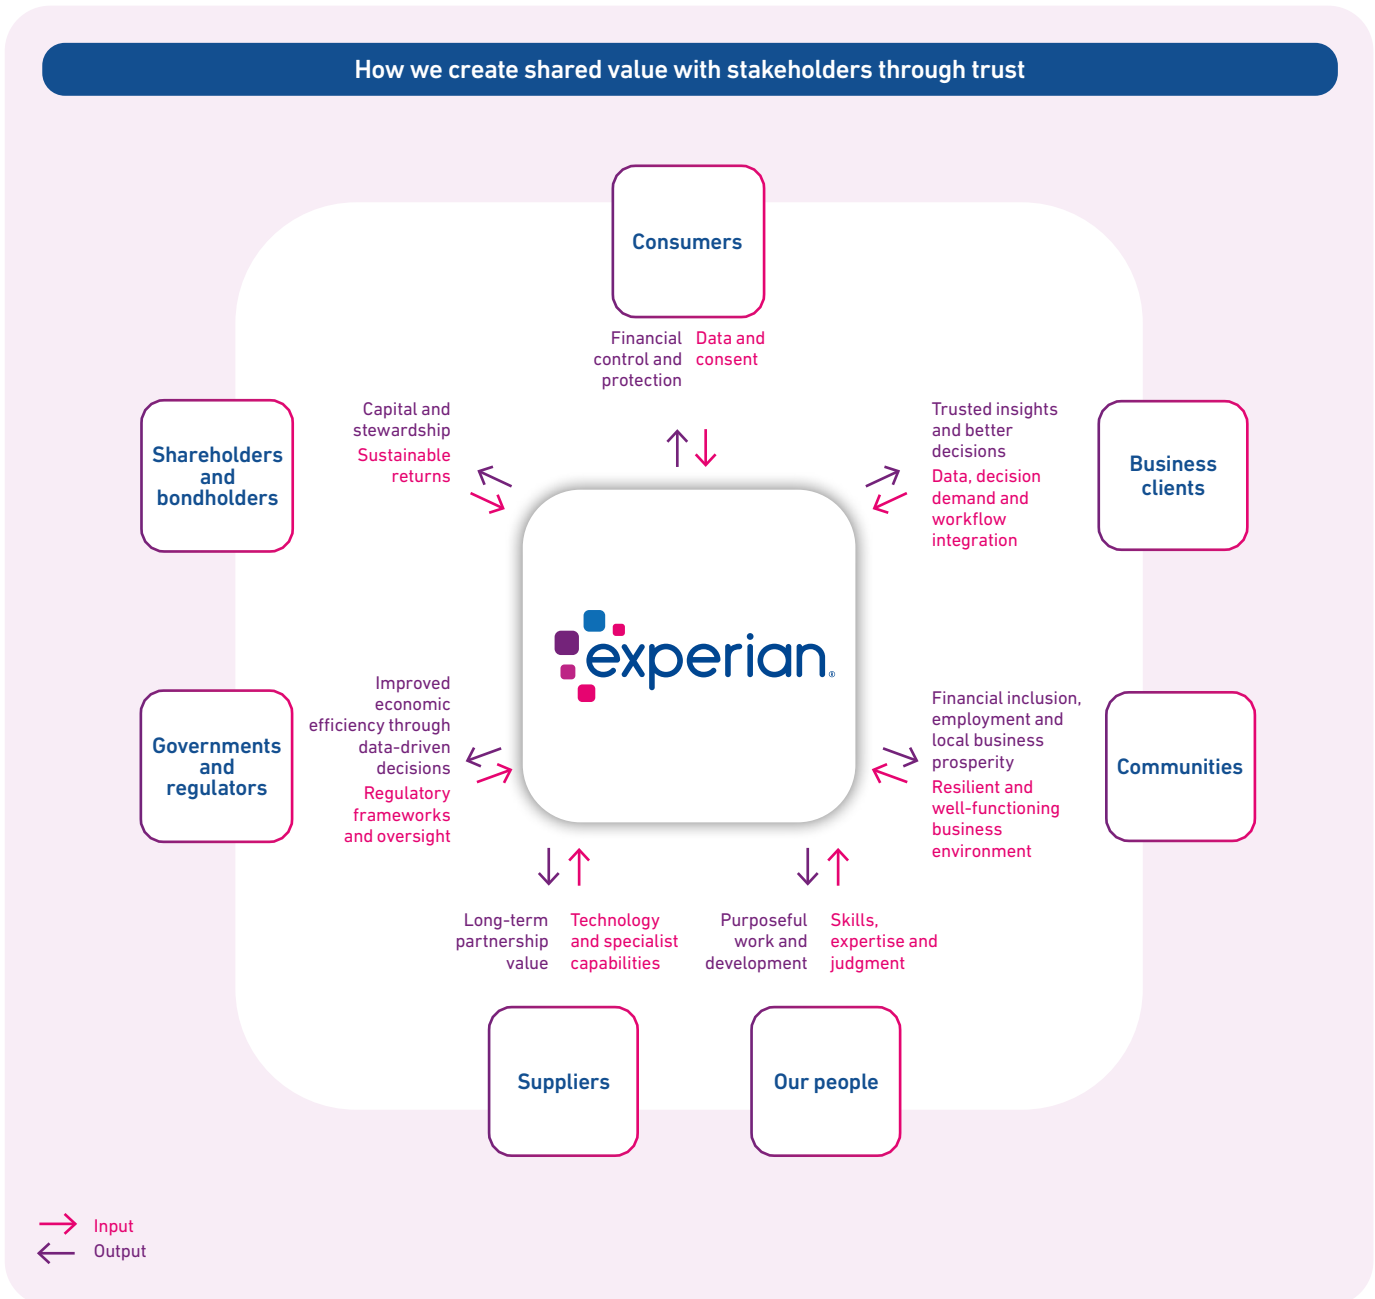 How we create shared value with stakeholders through trust
Consumers
Financial
control and
protection
Data and
consent
Capital and
stewardship
Sustainable
returns
Shareholders
and
bondholders
Trusted insights
and better
decisions
Data, decision
demand and
workflow
integration
Business
clients
experian®
Improved
economic
efficiency through
data-driven
decisions
Regulatory
frameworks
and oversight
Governments
and
regulators
Financial inclusion,
employment and
local business
prosperity
Resilient and
well-functioning
business
environment
Communities
Long-term
partnership
value
Technology
and specialist
capabilities
Suppliers
Purposeful
work and
development
Skills,
expertise and
judgment
Our people
Input
Output